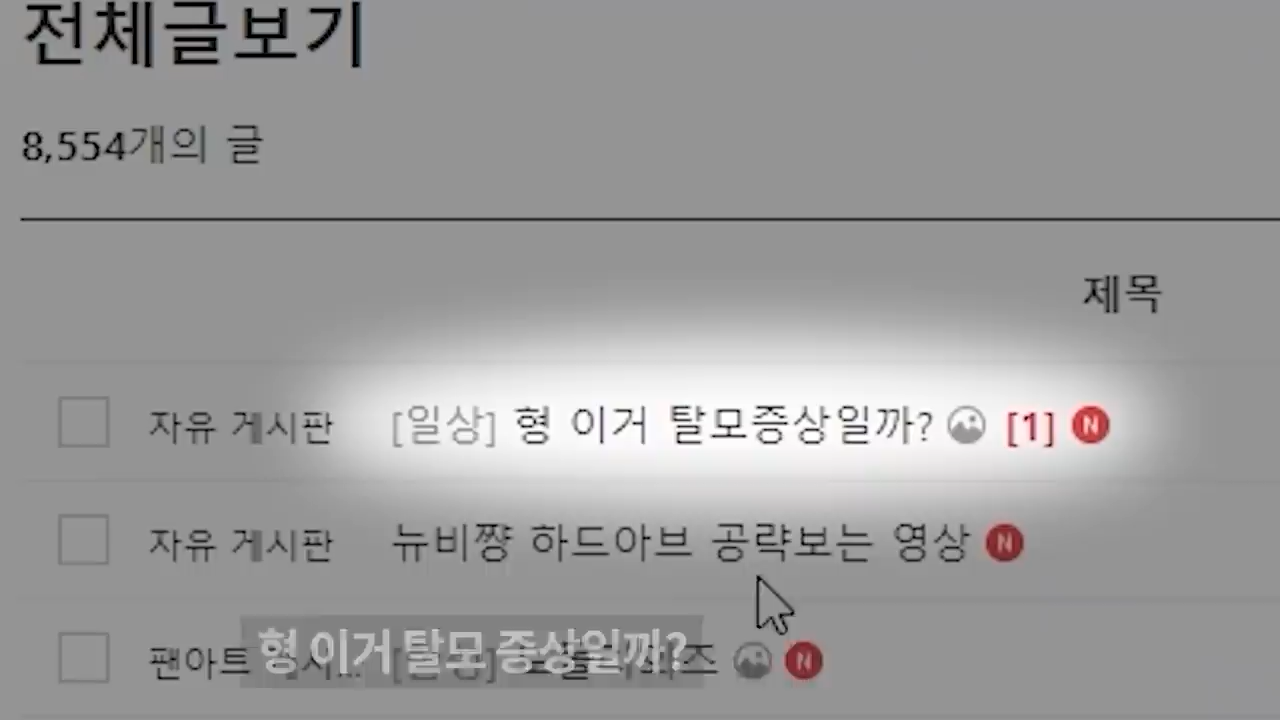 전체글보기
8,554개의 글
제목
자유 게시판 [일상] 형 이거 탈모증상일까? [1] N
자유 게시판 뉴비쨩 하드아브 공략보는 영상 N
팬아트 N
형 이거 탈모 증상일까?